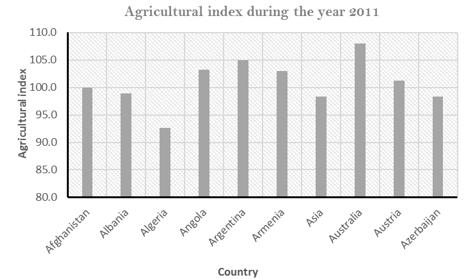 Agricultural index during the year 2011
110.0
105.0
100.0
95.0
90.0
85.0
80.0
Agricultural index
Afghanistan
Albania
Algeria
Angola
Argentina
Armenia
Asia
Australia
Austria
Azerbaijan
Country